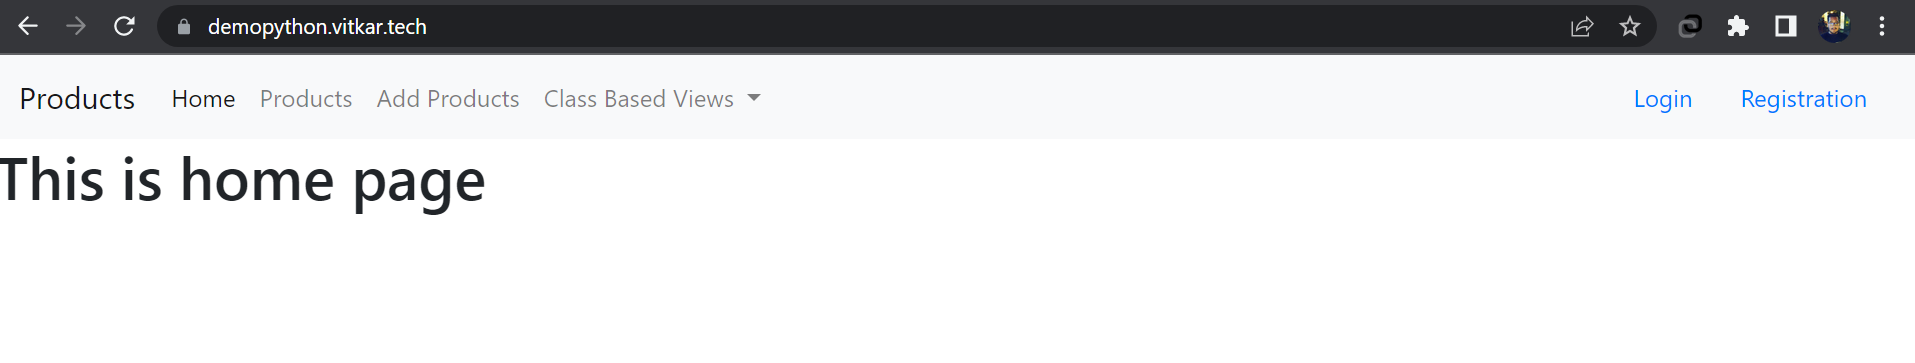 demopython.vitkar.tech
Products Home Products Add Products Class Based Views Login Registration
This is home page